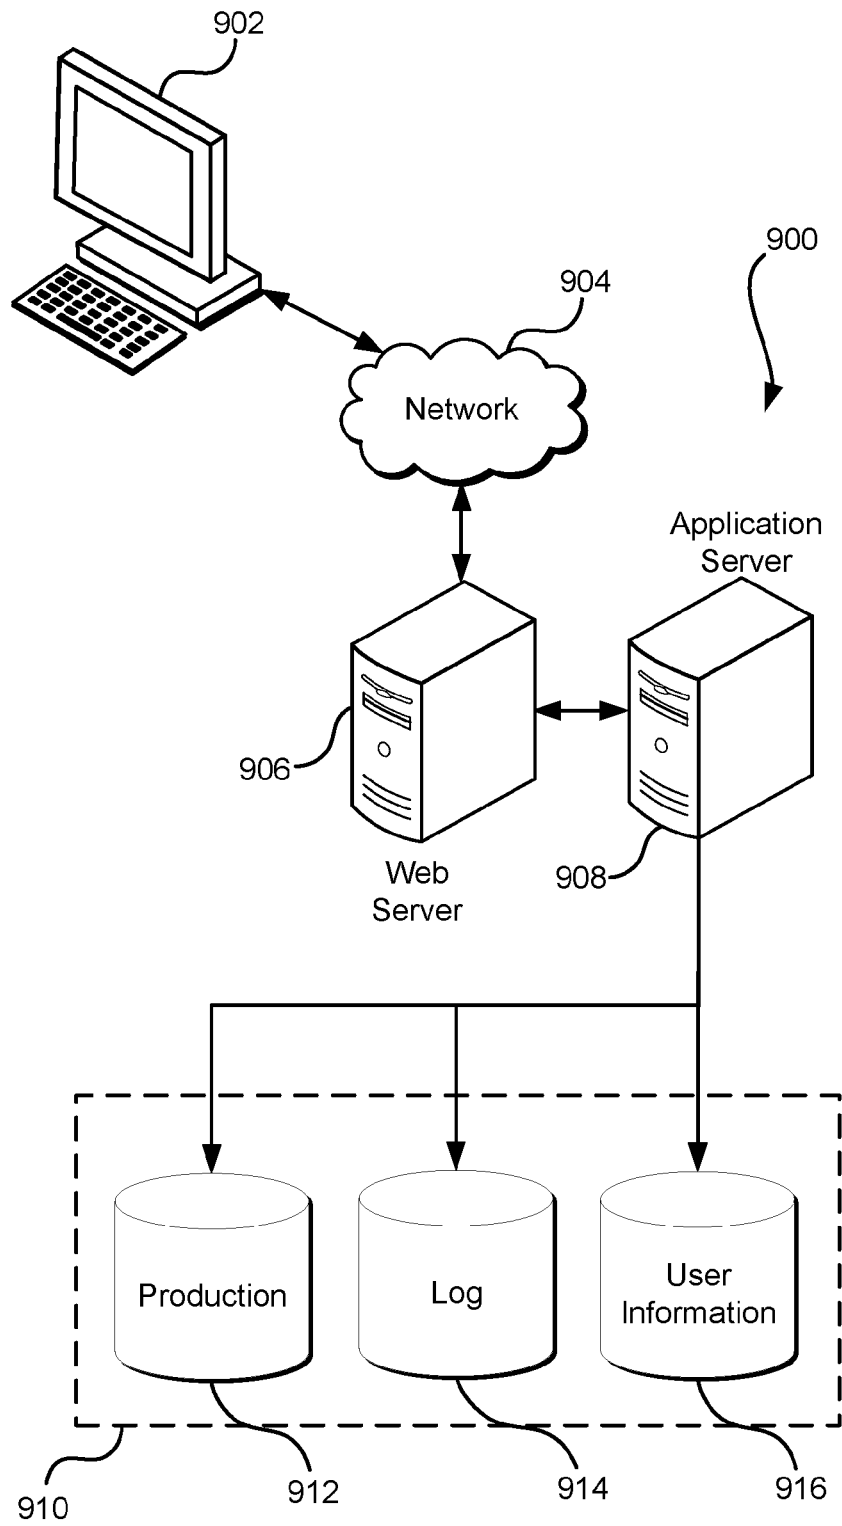 902
900
904
Network
Application
Server
906
Web
Server
908
Production
Log
User
Information
910
912
914
916